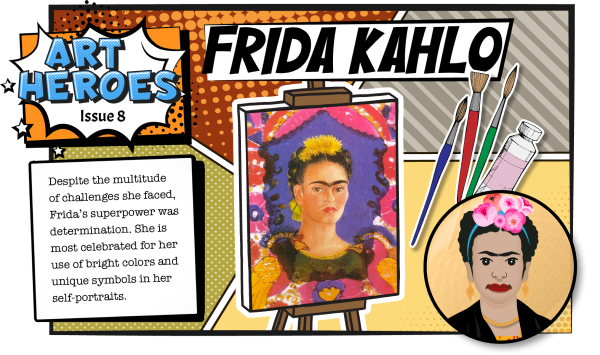 ART
HEROES
Issue 8
FRIDA KAHLO
Despite the multitude
of challenges she faced,
Frida's superpower was
determination. She is
most celebrated for her
use of bright colors and
unique symbols in her
self-portraits.